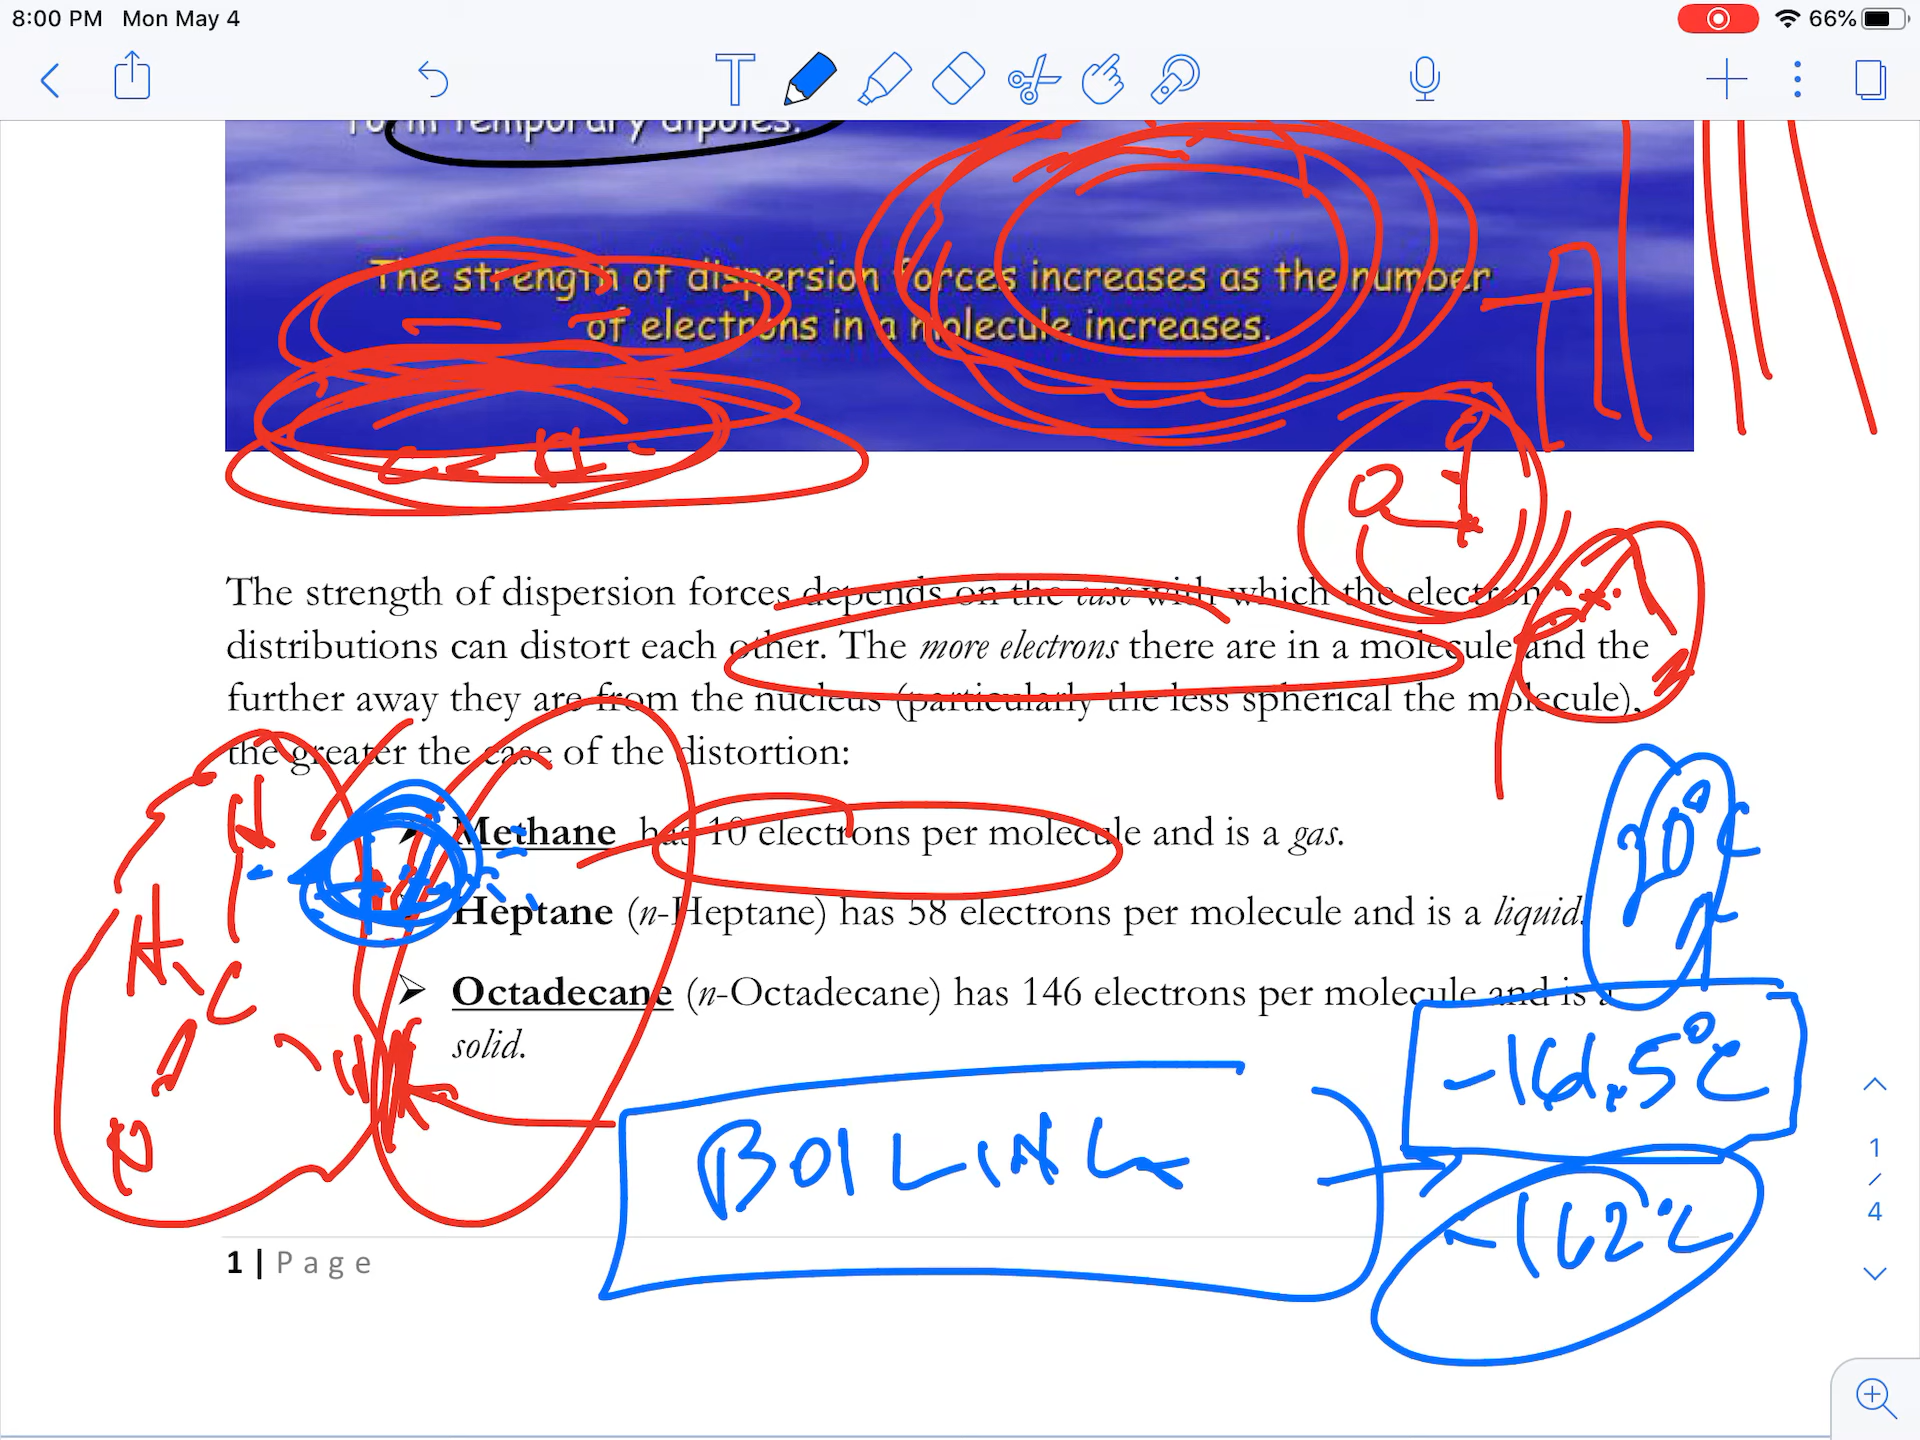 8:00 PM Mon May 4
66%
form temporary dipoles.
The strength of dispersion forces increases as the number
of electrons in a molecule increases.
The strength of dispersion forces depends on the ease with which the electron
distributions can distort each other. The more electrons there are in a molecule and the
further away they are from the nucleus (particularly the less spherical the molecule),
the greater the ease of the distortion:
Methane has 10 electrons per molecule and is a gas.
Heptane (n-Heptane) has 58 electrons per molecule and is a liquid.
Octadecane (n-Octadecane) has 146 electrons per molecule and is a
solid.
H
H
C
BOILING
-161.5°C
-162°C
1 | Page
1
/
4